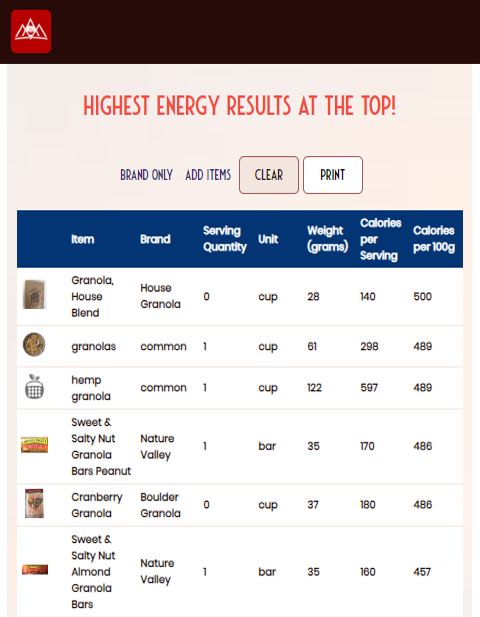 HIGHEST ENERGY RESULTS AT THE TOP!
BRAND ONLY ADD ITEMS CLEAR PRINT
Item Brand Serving Quantity Unit Weight (grams) Calories per Serving Calories per 100g
Granola, House Blend House Granola 0 cup 28 140 500
granolas common 1 cup 61 298 489
hemp granola common 1 cup 122 597 489
Sweet & Salty Nut Granola Bars Peanut Nature Valley 1 bar 35 170 486
Cranberry Granola Boulder Granola 0 cup 37 180 486
Sweet & Salty Nut Almond Granola Bars Nature Valley 1 bar 35 160 457